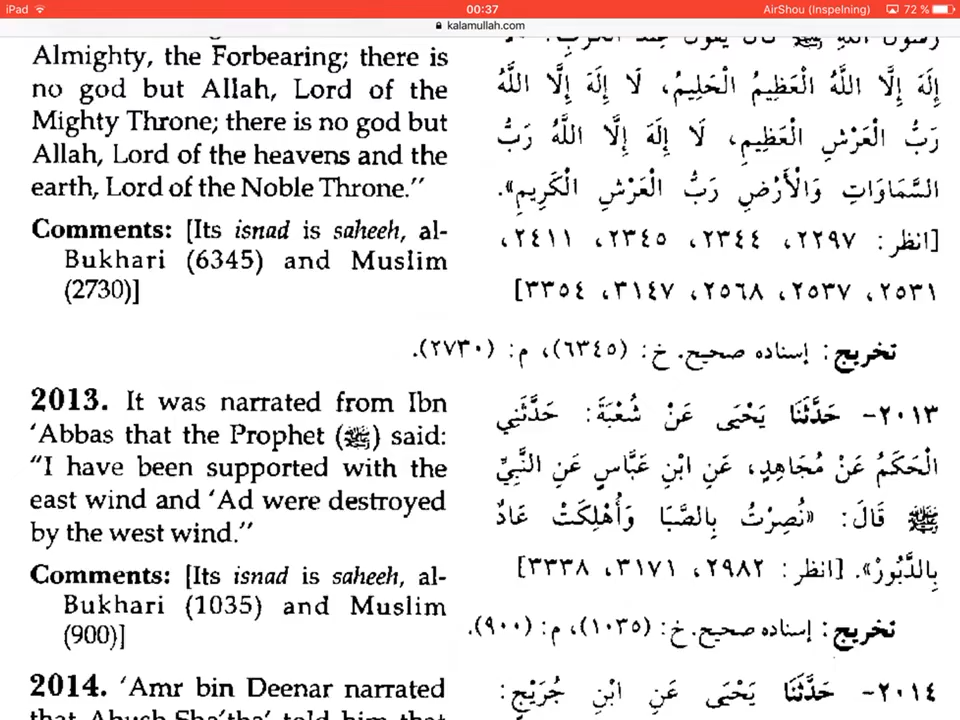 iPad
00:37
AirShou (Inspelning)
72 %
kalamullah.com
Almighty, the Forbearing; there is
no god but Allah, Lord of the
Mighty Throne; there is no god but
Allah, Lord of the heavens and the
earth, Lord of the Noble Throne.”
Comments: [Its isnad is saheeh, al-
Bukhari (6345) and Muslim
(2730)]
إِلَهَ إِلَّا اللَّهُ الْعَظِيمُ الْحَلِيمُ، لَا إِلَهَ إِلَّا اللَّهُ
رَبُّ الْعَرْشِ الْعَظِيمِ، لَا إِلَهَ إِلَّا اللَّهُ رَبُّ
السَّمَاوَاتِ وَالْأَرْضِ رَبُّ الْعَرْشِ الْكَرِيمِ».
[انظر: ٢٢٩٧، ٢٣٤٤، ٢٣٤٥، ٢٤١١،
٢٥٣١، ٢٥٣٧، ٢٥٦٨، ٣١٤٧، ٣٣٥٤]
تخريج: إسناده صحيح. خ: (٦٣٤٥)، م: (٢٧٣٠).
2013. It was narrated from Ibn
‘Abbas that the Prophet (ﷺ) said:
“I have been supported with the
east wind and ‘Ad were destroyed
by the west wind.”
Comments: [Its isnad is saheeh, al-
Bukhari (1035) and Muslim
(900)]
٢٠١٣- حَدَّثَنَا يَحْيَى عَنْ شُعْبَةَ: حَدَّثَنِي
الْحَكَمُ عَنْ مُجَاهِدٍ، عَنِ ابْنِ عَبَّاسٍ عَنِ النَّبِيِّ
ﷺ قَالَ: «نُصِرْتُ بِالصَّبَا وَأُهْلِكَتْ عَادٌ
بِالدَّبُورِ». [انظر: ٢٩٨٢، ٣١٧١، ٣٣٣٨]
تخريج: إسناده صحيح. خ: (١٠٣٥)، م: (٩٠٠).
2014. ‘Amr bin Deenar narrated
that Abush-Sha‘tha’ told him that
٢٠١٤- حَدَّثَنَا يَحْيَى عَنِ ابْنِ جُرَيْجٍ: